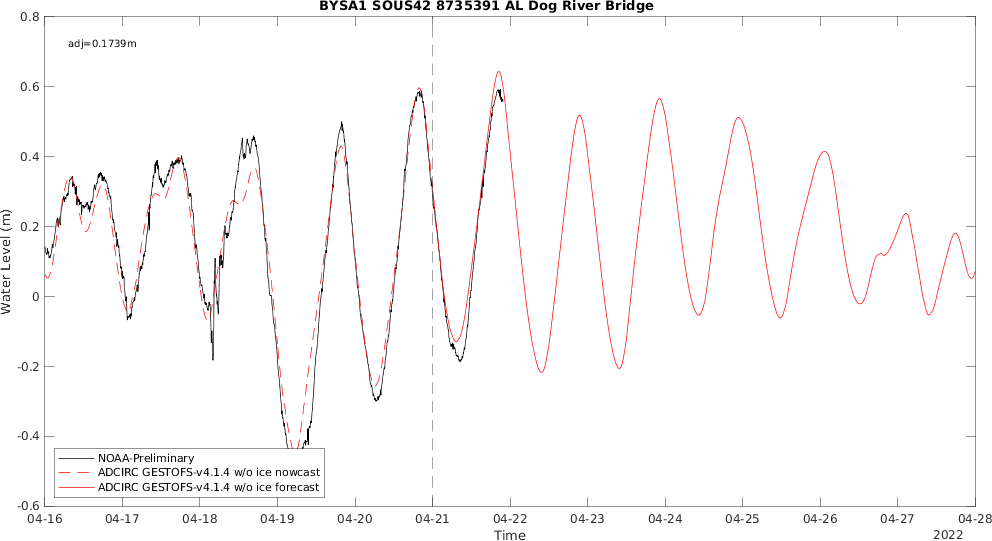 BYSA1 SOUS42 8735391 AL Dog River Bridge
adj=0.1739m
0.8
0.6
0.4
0.2
0
-0.2
-0.4
-0.6
Water Level (m)
NOAA-Preliminary
ADCIRC GESTOFS-v4.1.4 w/o ice nowcast
ADCIRC GESTOFS-v4.1.4 w/o ice forecast
04-16 04-17 04-18 04-19 04-20 04-21 04-22 04-23 04-24 04-25 04-26 04-27 04-28
Time
2022